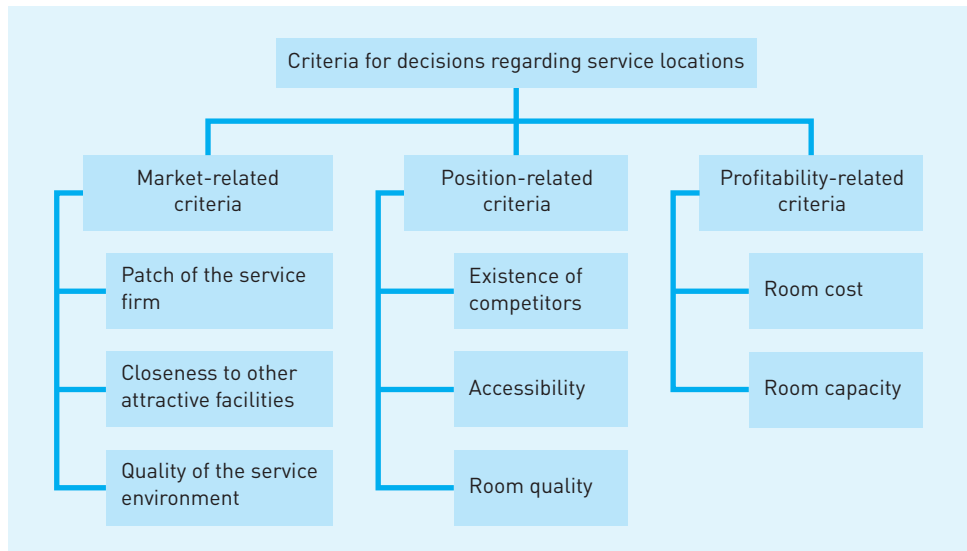 Criteria for decisions regarding service locations
Market-related
criteria
Patch of the service
firm
Closeness to other
attractive facilities
Quality of the service
environment
Position-related
criteria
Existence of
competitors
Accessibility
Room quality
Profitability-related
criteria
Room cost
Room capacity